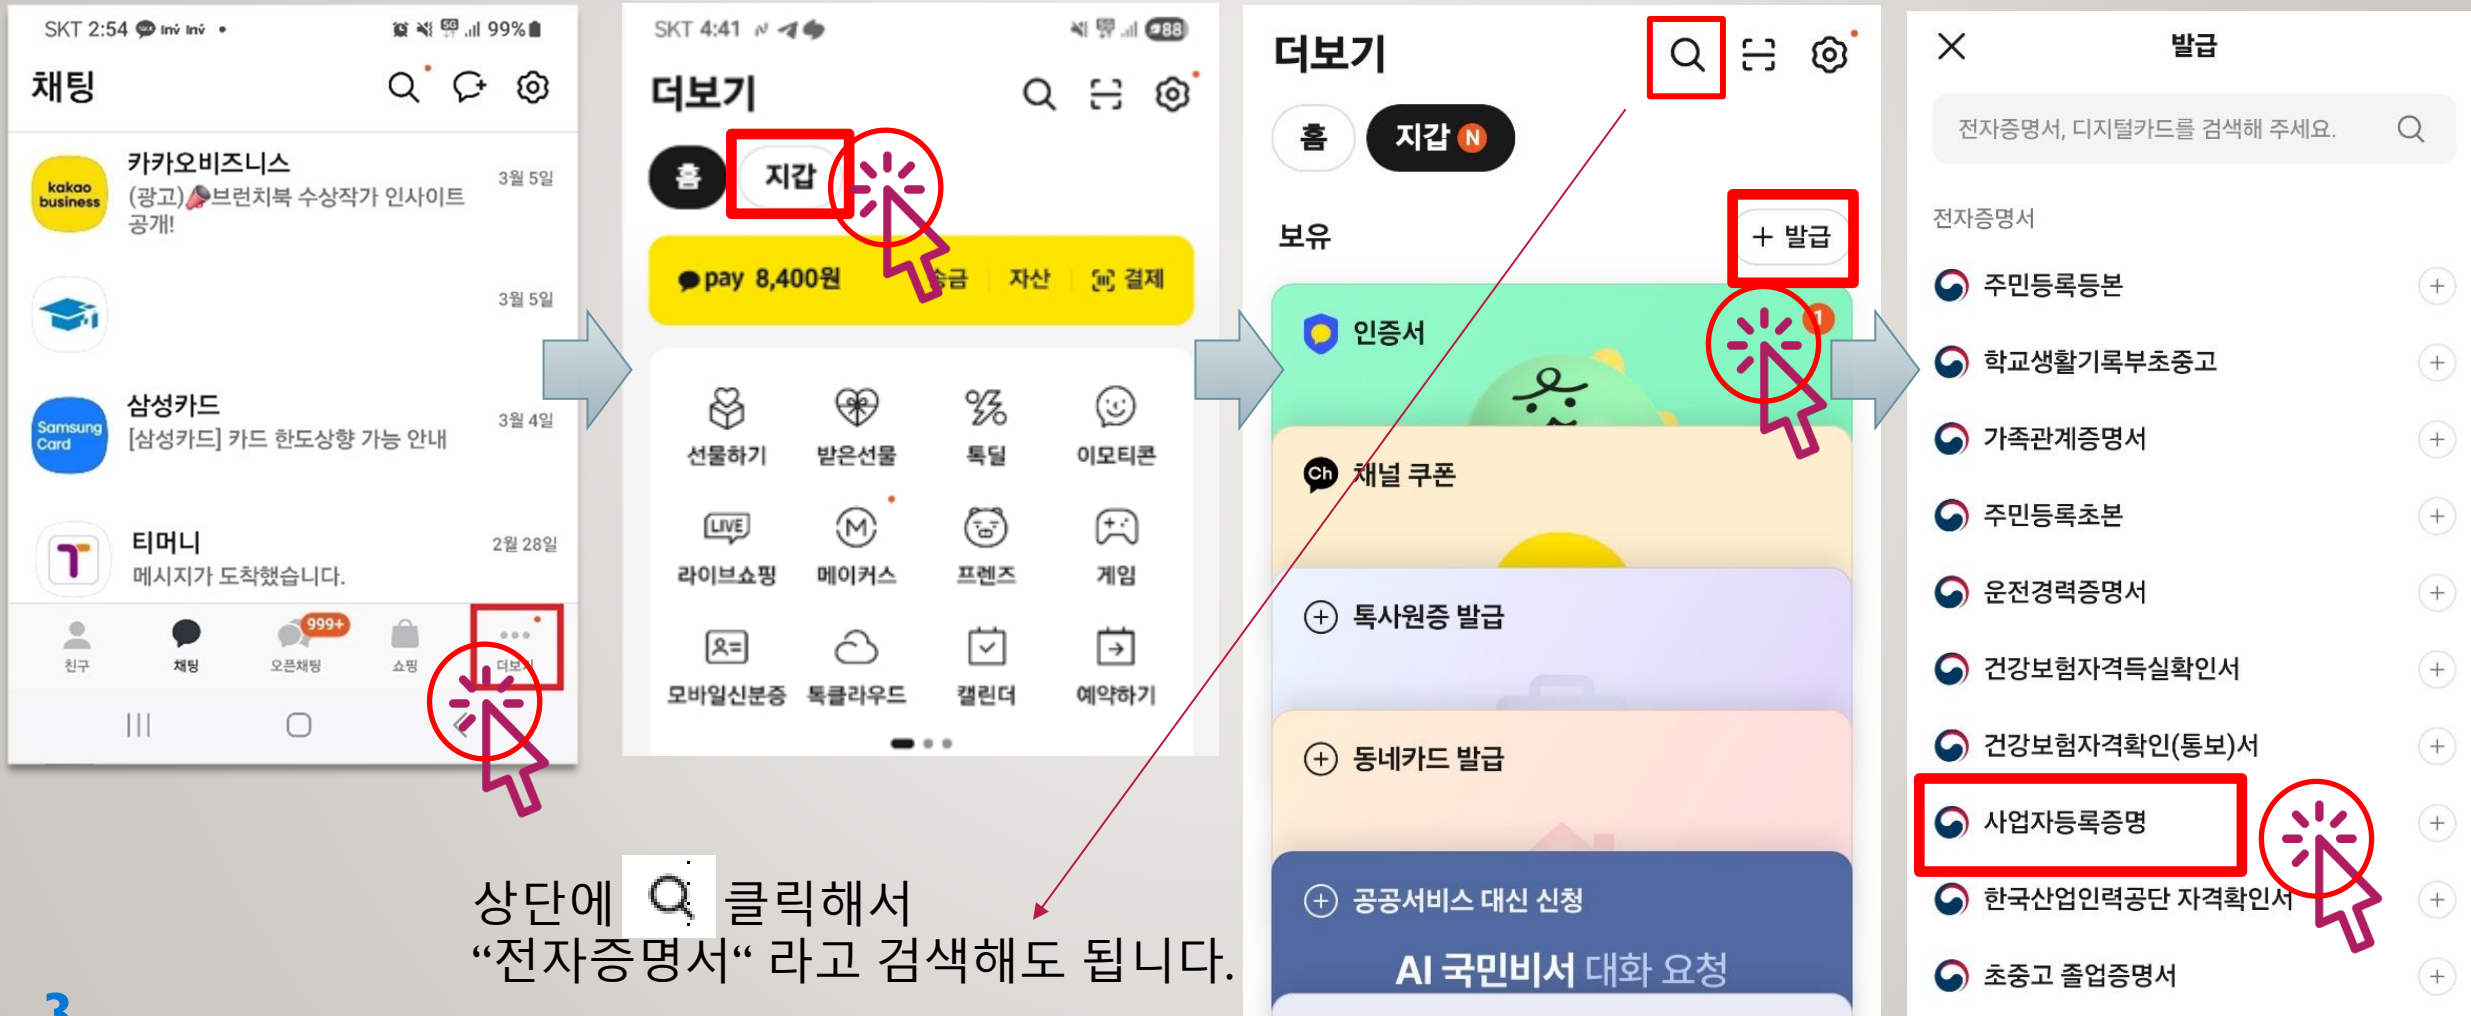 SKT 2:54 Inv Inv • 5G 99%
채팅
kakao
business
카카오비즈니스
(광고)📣브런치북 수상작가 인사이트
공개!
3월 5일
3월 5일
Samsung
Card
삼성카드
[삼성카드] 카드 한도상향 가능 안내
3월 4일
티머니
메시지가 도착했습니다.
2월 28일
999+
친구 채팅 오픈채팅 쇼핑 더보기
SKT 4:41 88
더보기
홈 지갑
pay 8,400원 송금 자산 결제
선물하기 받은선물 톡딜 이모티콘
LIVE M
라이브쇼핑 메이커스 프렌즈 게임
모바일신분증 톡클라우드 캘린더 예약하기
더보기
홈 지갑 N
보유 + 발급
인증서 1
Ch 채널 쿠폰
톡사원증 발급
동네카드 발급
공공서비스 대신 신청
AI 국민비서 대화 요청
발급
전자증명서, 디지털카드를 검색해 주세요.
전자증명서
주민등록등본
학교생활기록부초중고
가족관계증명서
주민등록초본
운전경력증명서
건강보험자격득실확인서
건강보험자격확인(통보)서
사업자등록증명
한국산업인력공단 자격확인서
초중고 졸업증명서
상단에 클릭해서
“전자증명서“ 라고 검색해도 됩니다.
3